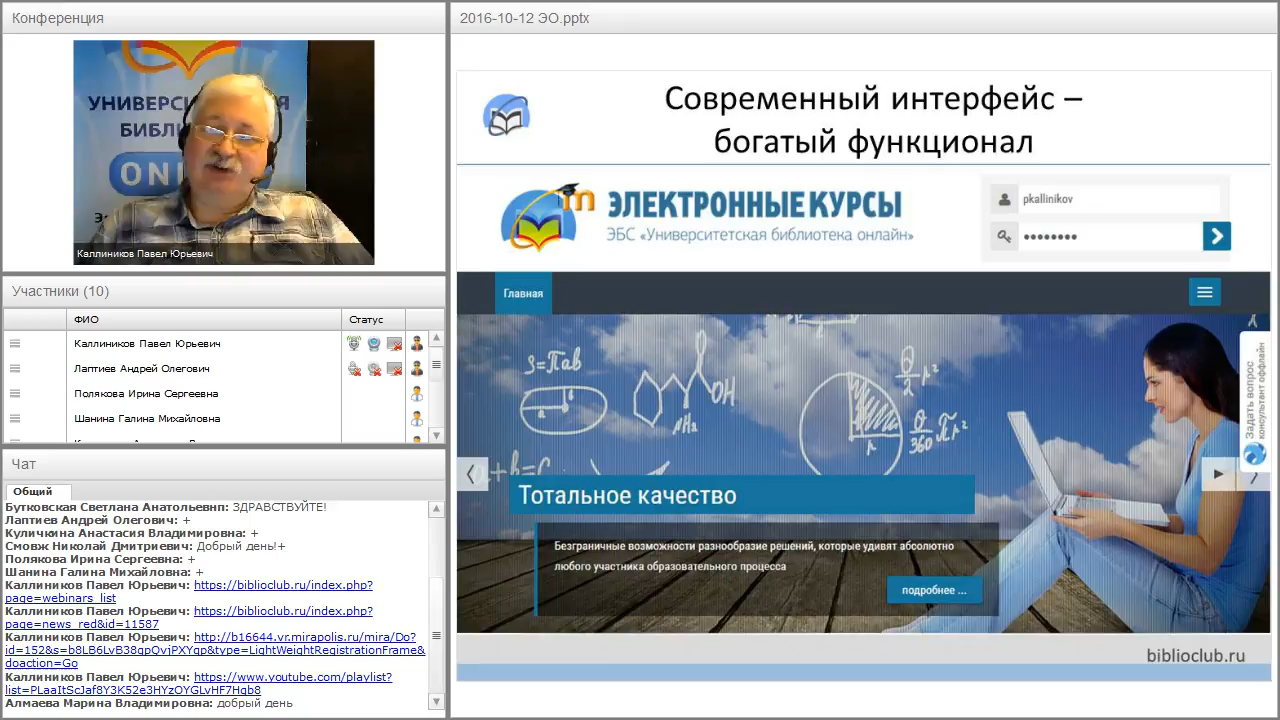 Конференция
УНИВЕРСИ
БИБЛИ
Каллиников Павел Юрьевич
Участники (10)
ФИО
Статус
Каллиников Павел Юрьевич
Лаптиев Андрей Олегович
Полякова Ирина Сергеевна
Шанина Галина Михайловна
Чат
Общий
Бутковская Светлана Анатольевнп: ЗДРАВСТВУЙТЕ!
Лаптиев Андрей Олегович: +
Куличкина Анастасия Владимировна: +
Смовж Николай Дмитриевич: Добрый день!+
Полякова Ирина Сергеевна: +
Шанина Галина Михайловна: +
Каллиников Павел Юрьевич: https://biblioclub.ru/index.php?
page=webinars_list
Каллиников Павел Юрьевич: https://biblioclub.ru/index.php?
page=news_red&id=11587
Каллиников Павел Юрьевич: http://b16644.vr.mirapolis.ru/mira/Do?
id=152&s=b8LB6LvB38qpQvjPXYqp&type=LightWeightRegistrationFrame&
doaction=Go
Каллиников Павел Юрьевич: https://www.youtube.com/playlist?
list=PLaaItScJaf8Y3K52e3HYzOYGLvHF7Hqb8
Алмаева Марина Владимировна: добрый день
2016-10-12 ЭО.pptx
Современный интерфейс –
богатый функционал
ЭЛЕКТРОННЫЕ КУРСЫ
ЭБС «Университетская библиотека онлайн»
pkallinikov
Главная
Задать вопрос
консультант оффлайн
Тотальное качество
Безграничные возможности разнообразие решений, которые удивят абсолютно
любого участника образовательного процесса
подробнее ...
biblioclub.ru